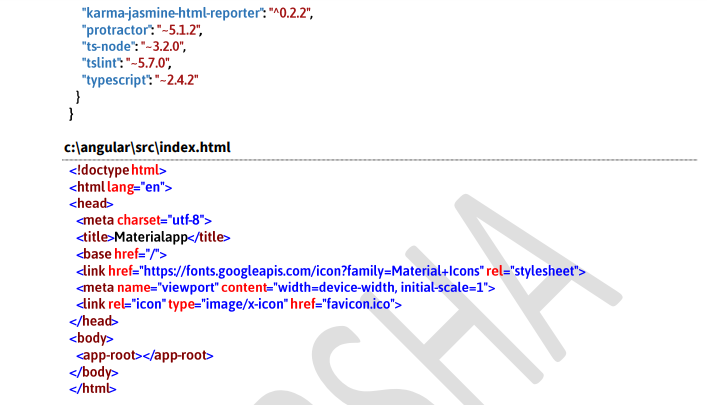 "karma-jasmine-html-reporter": "^0.2.2",
"protractor": "~5.1.2",
"ts-node": "~3.2.0",
"tslint": "~5.7.0",
"typescript": "~2.4.2"
}
}
c:\angular\src\index.html
<!doctype html>
<html lang="en">
<head>
<meta charset="utf-8">
<title>Materialapp</title>
<base href="/">
<link href="https://fonts.googleapis.com/icon?family=Material+Icons" rel="stylesheet">
<meta name="viewport" content="width=device-width, initial-scale=1">
<link rel="icon" type="image/x-icon" href="favicon.ico">
</head>
<body>
<app-root></app-root>
</body>
</html>